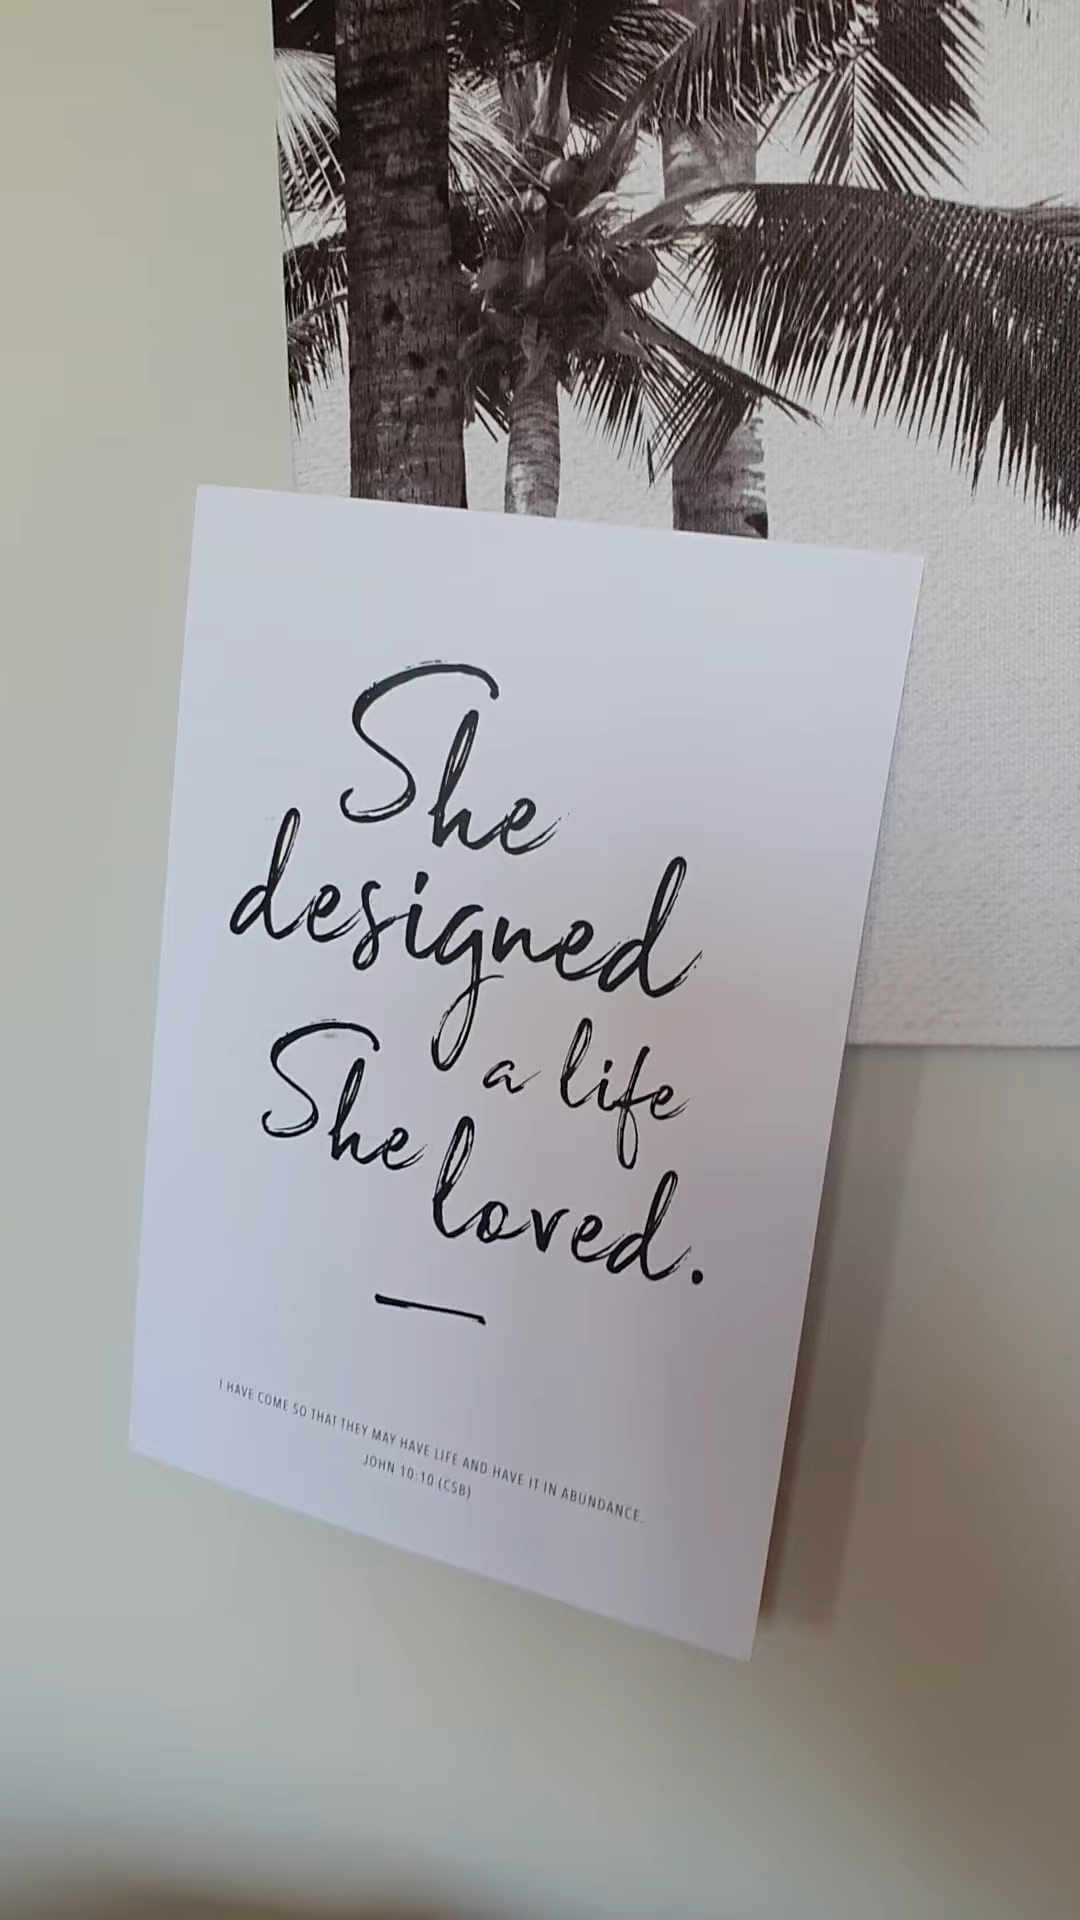 She
designed
a life
She
loved.
I HAVE COME SO THAT THEY MAY HAVE LIFE AND HAVE IT IN ABUNDANCE.
JOHN 10:10 (CSB)